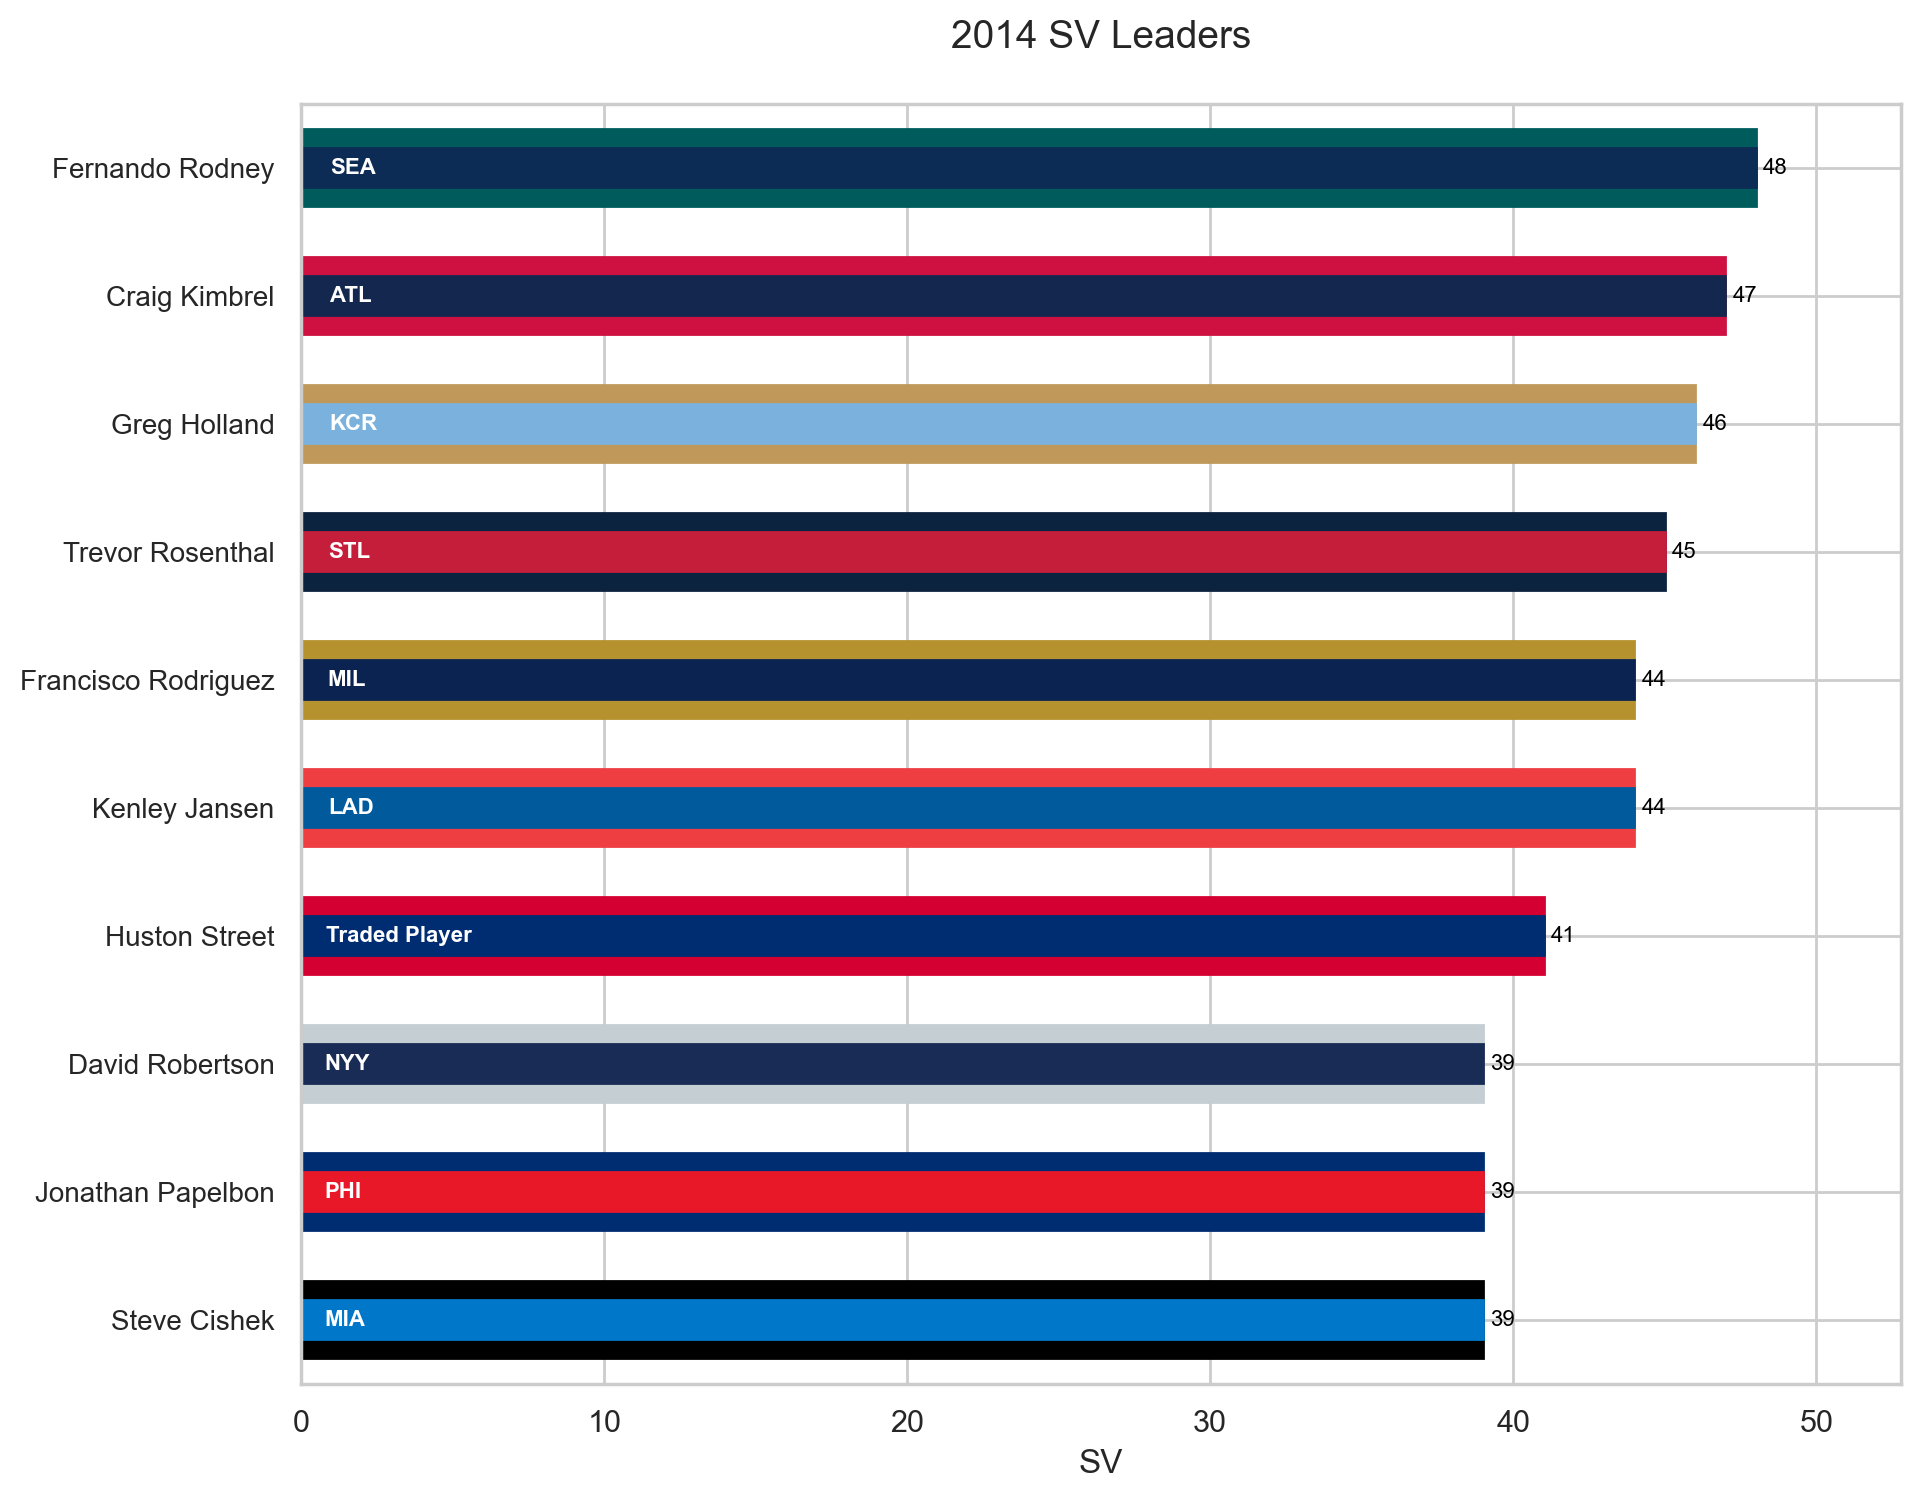 2014 SV Leaders
Fernando Rodney SEA 48
Craig Kimbrel ATL 47
Greg Holland KCR 46
Trevor Rosenthal STL 45
Francisco Rodriguez MIL 44
Kenley Jansen LAD 44
Huston Street Traded Player 41
David Robertson NYY 39
Jonathan Papelbon PHI 39
Steve Cishek MIA 39
0 10 20 30 40 50
SV